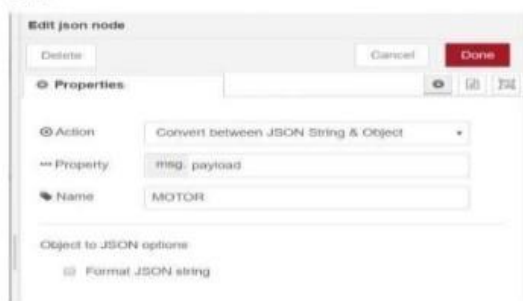 Edit json node
Delete Cancel Done
Properties
Action Convert between JSON String & Object
Property msg. payload
Name MOTOR
Object to JSON options
Format JSON string